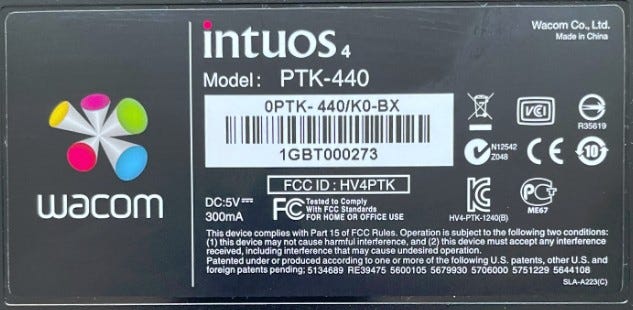 intuos4
Wacom Co., Ltd.
Made in China
Model: PTK-440
0PTK-440/K0-BX
1GBT000273
FCC ID : HV4PTK
DC:5V
300mA
FC Tested to Comply
With FCC Standards
FOR HOME OR OFFICE USE
wacom
VCI
R35619
N12542
Z048
CE
10
HV4-PTK-1240(B)
PC
ME67
This device complies with Part 15 of FCC Rules. Operation is subject to the following two conditions:
(1) this device may not cause harmful interference, and (2) this device must accept any interference
received, including interference that may cause undesired operation.
Patented under or produced according to one or more of the following U.S. patents, other U.S. and
foreign patents pending; 5134689 RE39475 5600105 5679930 5706000 5751229 5644108
SLA-A223(C)